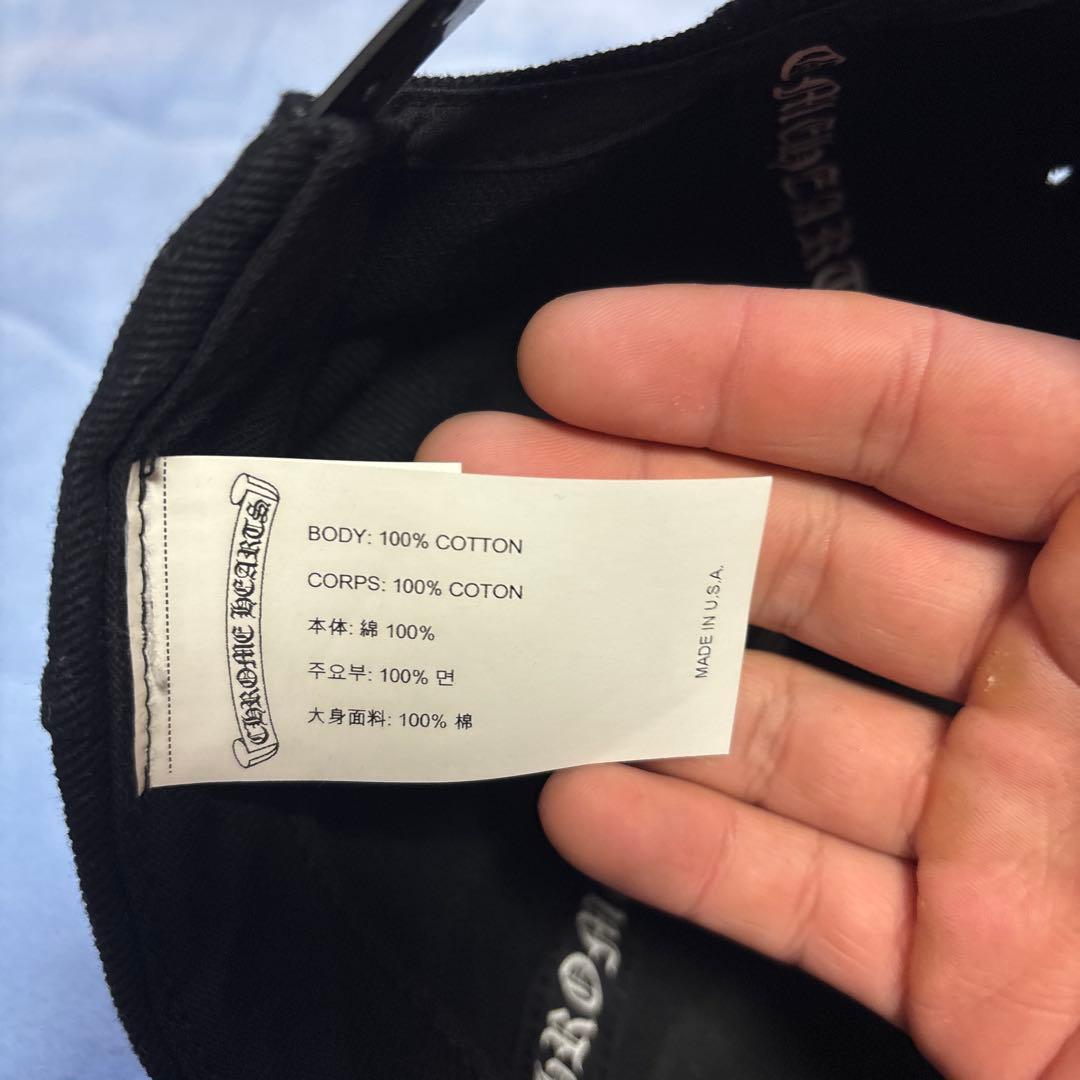 CHROME HEARTS
BODY: 100% COTTON
CORPS: 100% COTON
本体: 綿 100%
주요부: 100% 면
大身面料: 100% 棉
MADE IN U.S.A.